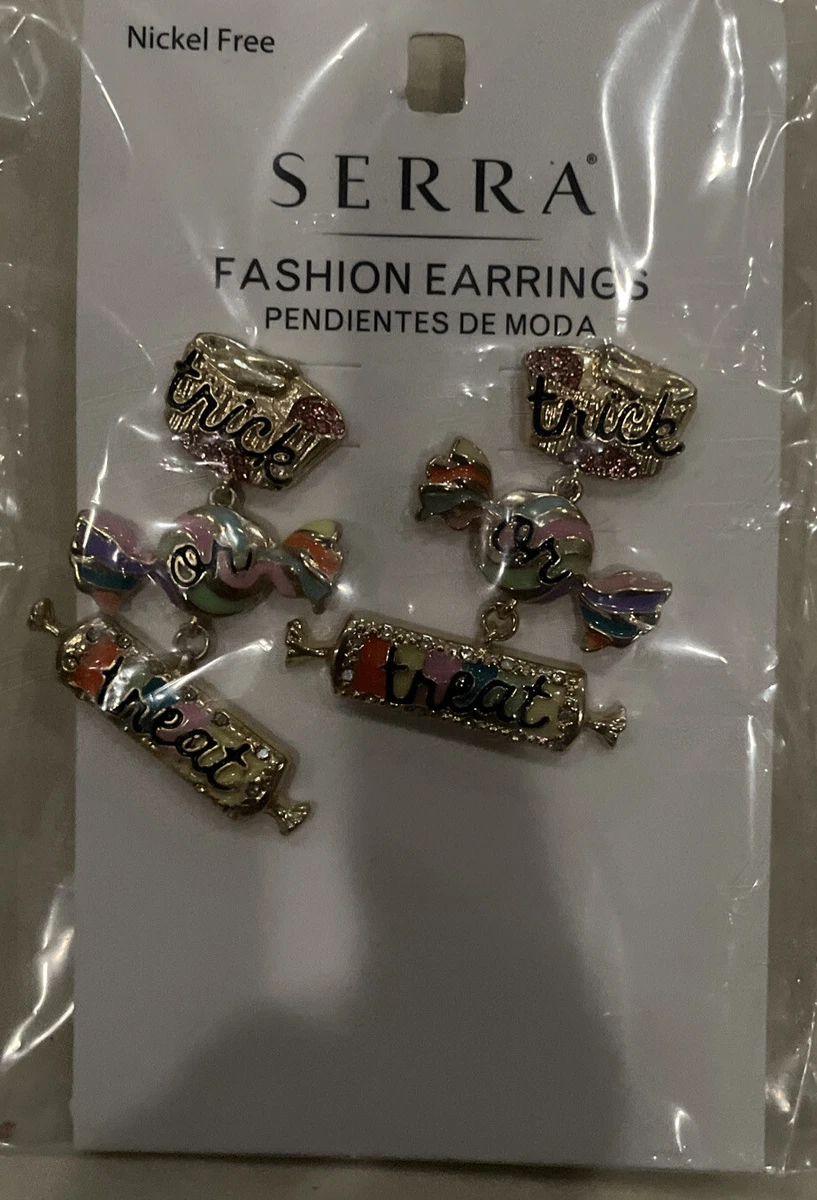 Nickel Free
SERRA®
FASHION EARRINGS
PENDIENTES DE MODA
trick
trick
or
or
treat
treat